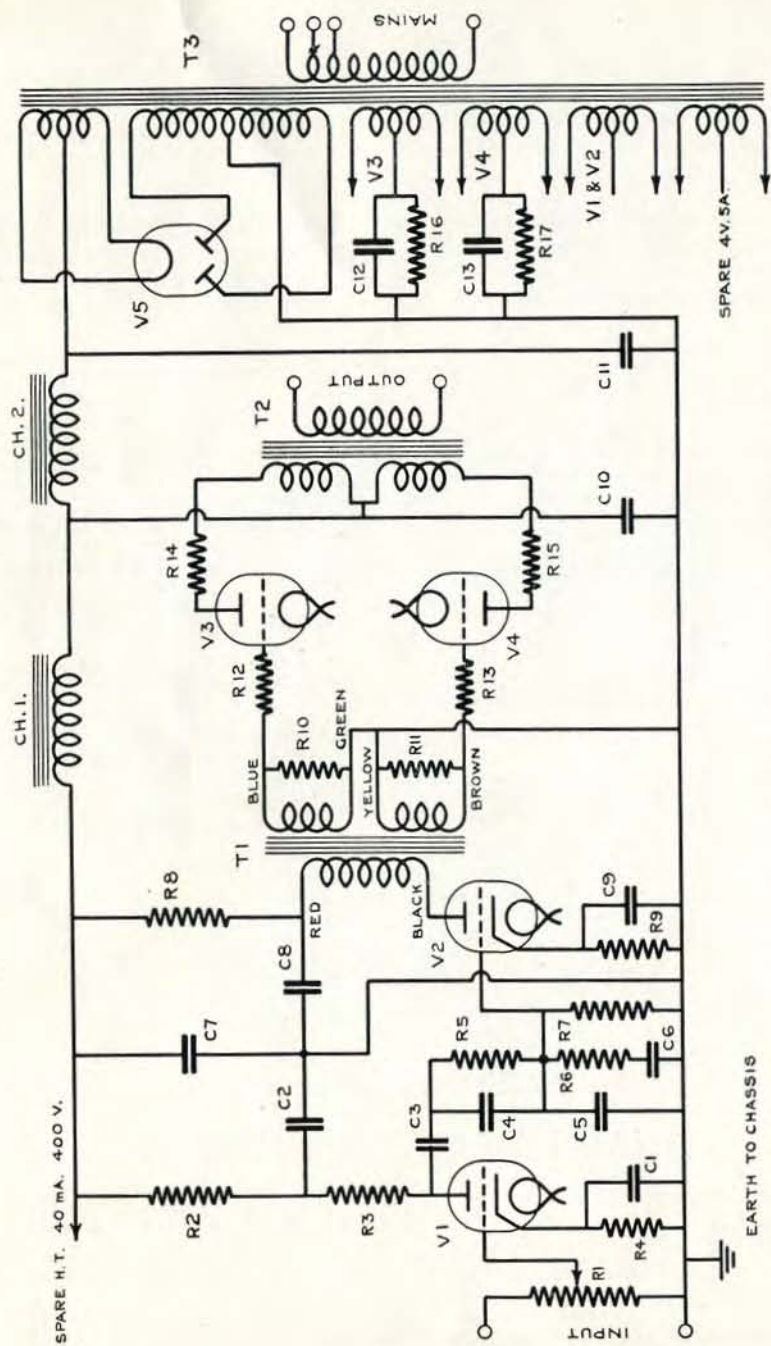 SPARE H.T. 40 mA. 400 V.
CH.1.
CH.2.
T3
MAINS
R2
C7
R8
C2
C8
RED
T1
BLACK
R3
C3
R5
C4
V1
V2
R4
C1
C5
R6
C6
R7
R9
C9
R1
INPUT
EARTH TO CHASSIS
BLUE
R10
GREEN
YELLOW
R11
BROWN
R12
R13
V3
V4
R14
R15
T2
OUTPUT
C10
C11
V5
C12
R16
V3
C13
R17
V4
V1 & V2
SPARE 4V. 5A.